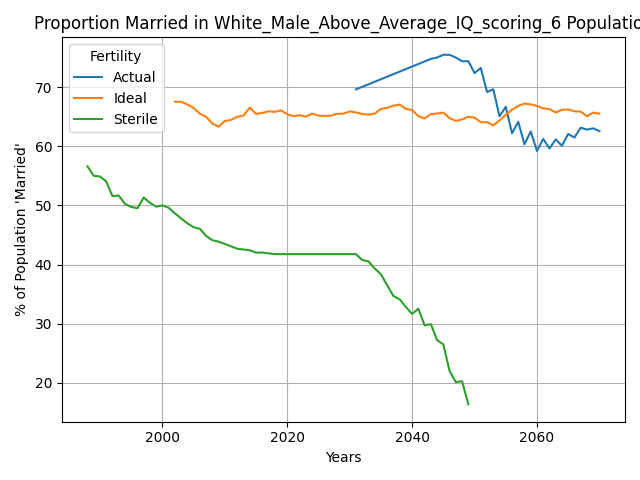 Proportion Married in White_Male_Above_Average_IQ_scoring_6 Populatio
Fertility
Actual
Ideal
Sterile
% of Population 'Married'
70
60
50
40
30
20
2000 2020 2040 2060
Years